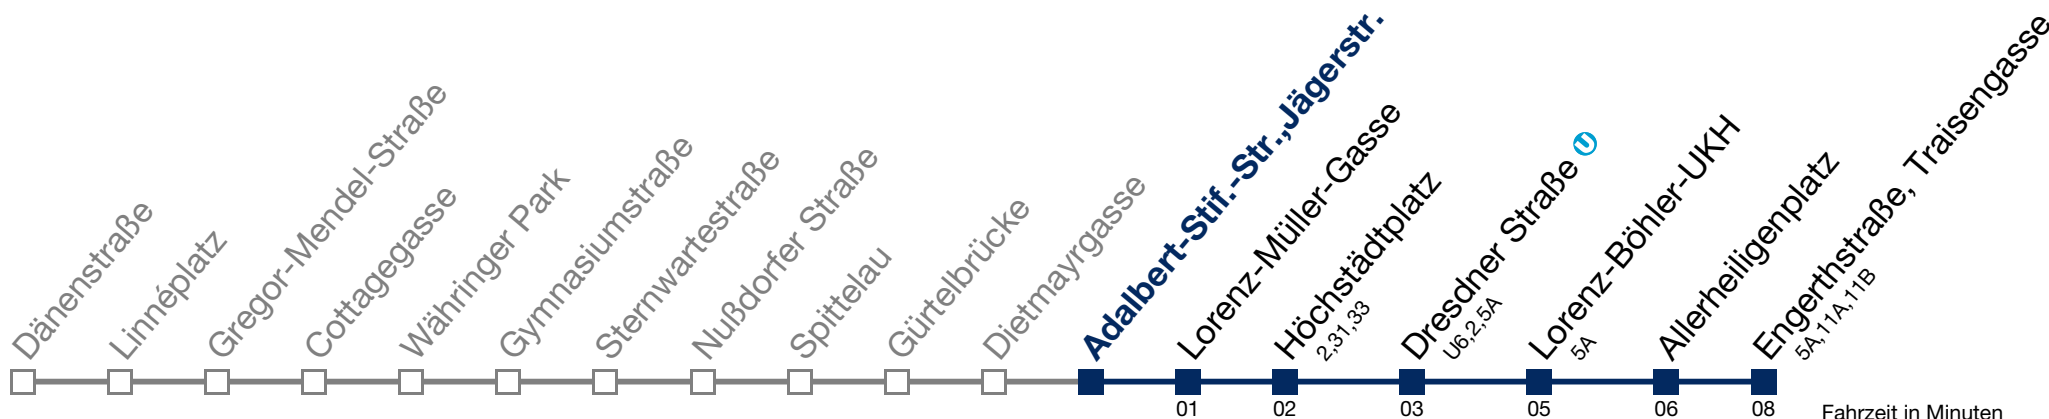 Dänenstraße
Linnéplatz
Gregor-Mendel-Straße
Cottagegasse
Währinger Park
Gymnasiumstraße
Sternwartestraße
Nußdorfer Straße
Spittelau
Gürtelbrücke
Dietmayrgasse
Adalbert-Stif.-Str.,Jägerstr.
Lorenz-Müller-Gasse
Höchstädtplatz
2,31,33
Dresdner Straße U
U6,2,5A
Lorenz-Böhler-UKH
5A
Allerheiligenplatz
Engerthstraße, Traisengasse
5A,11A,11B
01 02 03 05 06 08 Fahrzeit in Minuten